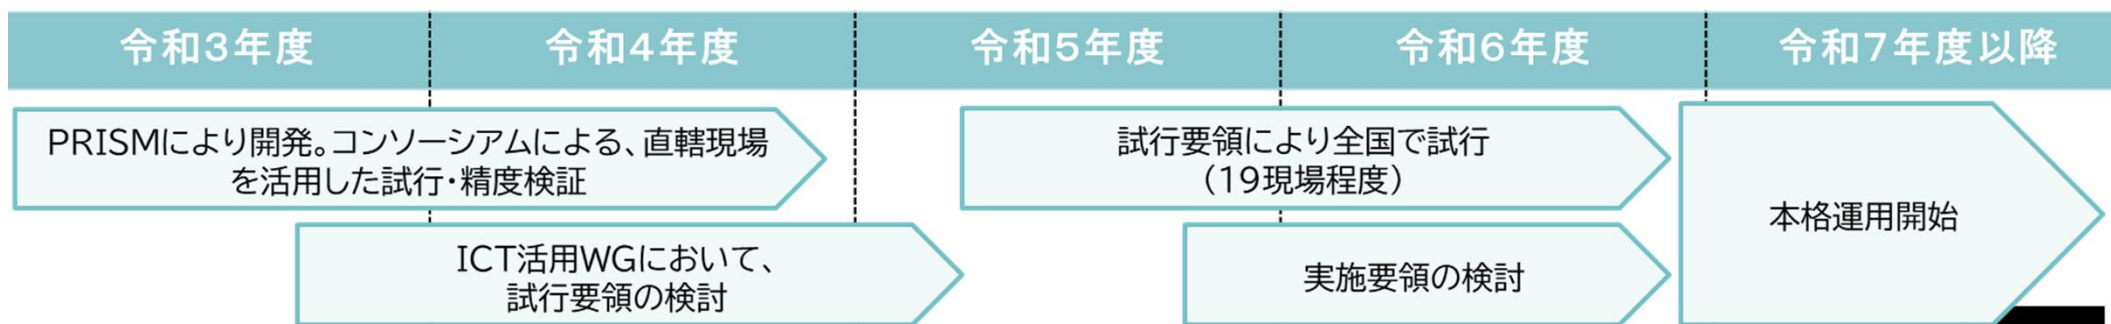 令和3年度
令和4年度
令和5年度
令和6年度
令和7年度以降
PRISMにより開発。コンソーシアムによる、直轄現場
を活用した試行・精度検証
試行要領により全国で試行
（19現場程度）
ICT活用WGにおいて、
試行要領の検討
実施要領の検討
本格運用開始